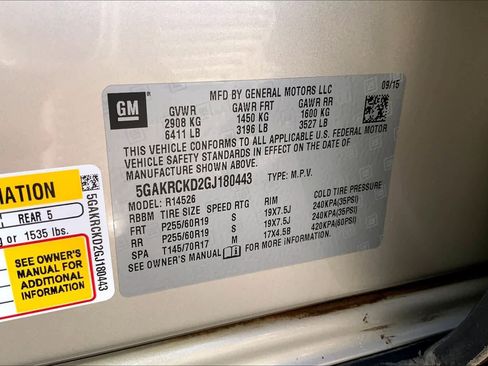 GM
MFD BY GENERAL MOTORS LLC
09/15
GVWR GAWR FRT GAWR RR
2908 KG 1450 KG 1600 KG
6411 LB 3196 LB 3527 LB
THIS VEHICLE CONFORMS TO ALL APPLICABLE U.S. FEDERAL MOTOR
VEHICLE SAFETY STANDARDS IN EFFECT ON THE DATE OF
MANUFACTURE SHOWN ABOVE.
5GAKRCKD2GJ180443 TYPE: M.P.V.
MODEL: R14526
RBBM TIRE SIZE SPEED RTG RIM COLD TIRE PRESSURE
FRT P255/60R19 S 19X7.5J 240KPA(35PSI)
RR P255/60R19 S 19X7.5J 240KPA(35PSI)
SPA T145/70R17 M 17X4.5B 420KPA(60PSI)
SEE OWNER'S MANUAL FOR MORE INFORMATION.
MATION
REAR 5
or 1535 lbs.
SEE OWNER'S
MANUAL FOR
ADDITIONAL
INFORMATION
5GAKRCKD2GJ180443